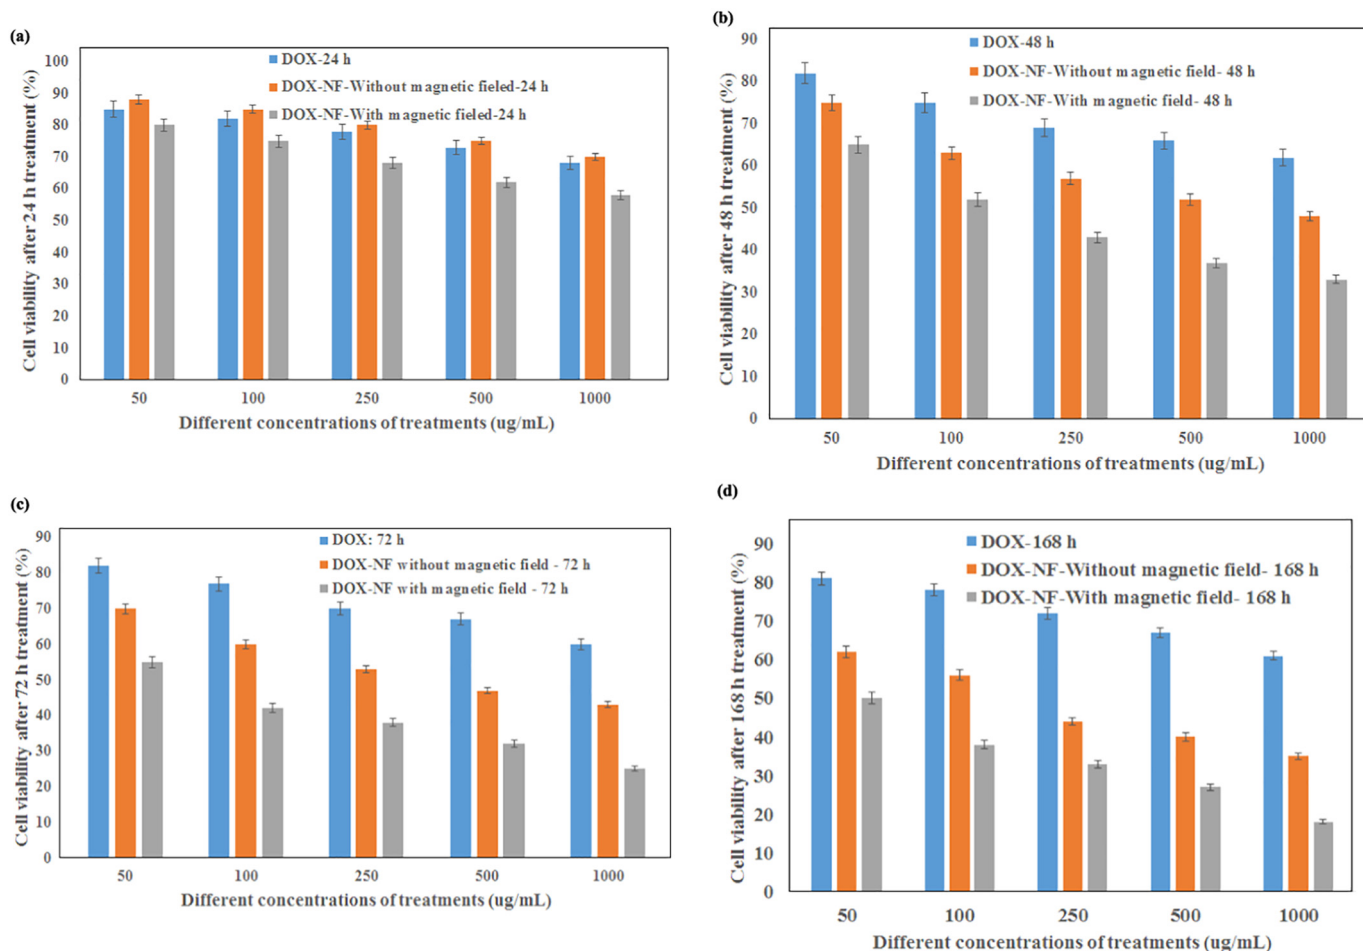 (a)
100
90
80
70
60
50
40
30
20
10
0
Cell viability after 24 h treatment (%)
DOX-24 h
DOX-NF-Without magnetic fieled-24 h
DOX-NF-With magnetic fieled-24 h
50 100 250 500 1000
Different concentrations of treatments (ug/mL)
(b)
90
80
70
60
50
40
30
20
10
0
Cell viability after 48 h treatment (%)
DOX-48 h
DOX-NF-Without magnetic field- 48 h
DOX-NF-With magnetic field- 48 h
50 100 250 500 1000
Different concentrations of treatments (ug/mL)
(c)
90
80
70
60
50
40
30
20
10
0
Cell viability after 72 h treatment (%)
DOX: 72 h
DOX-NF without magnetic field - 72 h
DOX-NF with magnetic field - 72 h
50 100 250 500 1000
Different concentrations of treatments (ug/mL)
(d)
90
80
70
60
50
40
30
20
10
0
Cell viability after 168 h treatment (%)
DOX-168 h
DOX-NF-Without magnetic field- 168 h
DOX-NF-With magnetic field- 168 h
50 100 250 500 1000
Different concentrations of treatments (ug/mL)